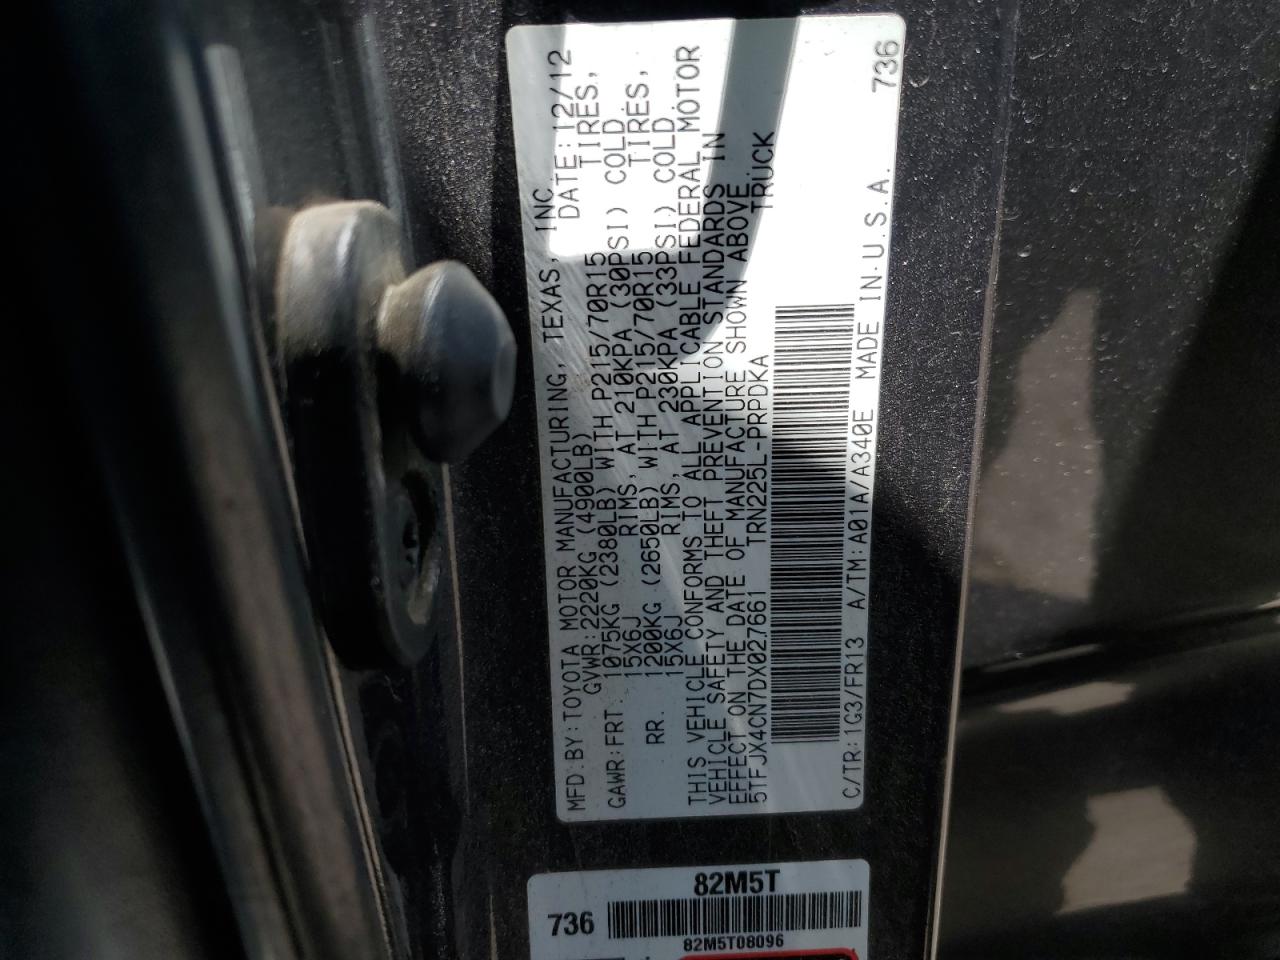 MFD.BY:TOYOTA MOTOR MANUFACTURING, TEXAS, INC.
GVWR:2220KG (4900LB) DATE:12/12
GAWR:FRT. 1075KG (2380LB) WITH P215/70R15 TIRES,
15X6J RIMS, AT 210KPA (30PSI) COLD
RR. 1200KG (2650LB) WITH P215/70R15 TIRES,
15X6J RIMS, AT 230KPA (33PSI) COLD
THIS VEHICLE CONFORMS TO ALL APPLICABLE FEDERAL MOTOR
VEHICLE SAFETY AND THEFT PREVENTION STANDARDS IN
EFFECT ON THE DATE OF MANUFACTURE SHOWN ABOVE.
5TFJX4CN7DX027661 TRN225L-PRPDKA TRUCK
C/TR:1G3/FR13 A/TM:A01A/A340E MADE IN U.S.A. 736
82M5T
736
82M5T08096